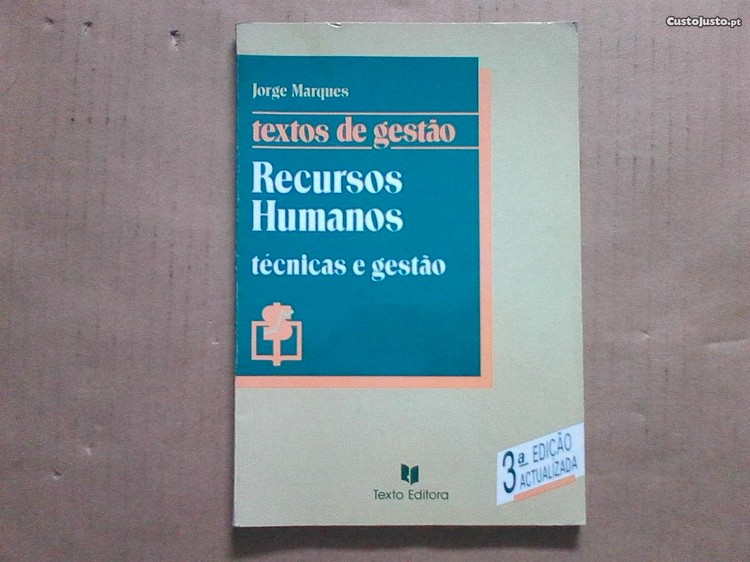 CustoJusto.pt
Jorge Marques
textos de gestão
Recursos
Humanos
técnicas e gestão
3ª EDIÇÃO
ACTUALIZADA
Texto Editora